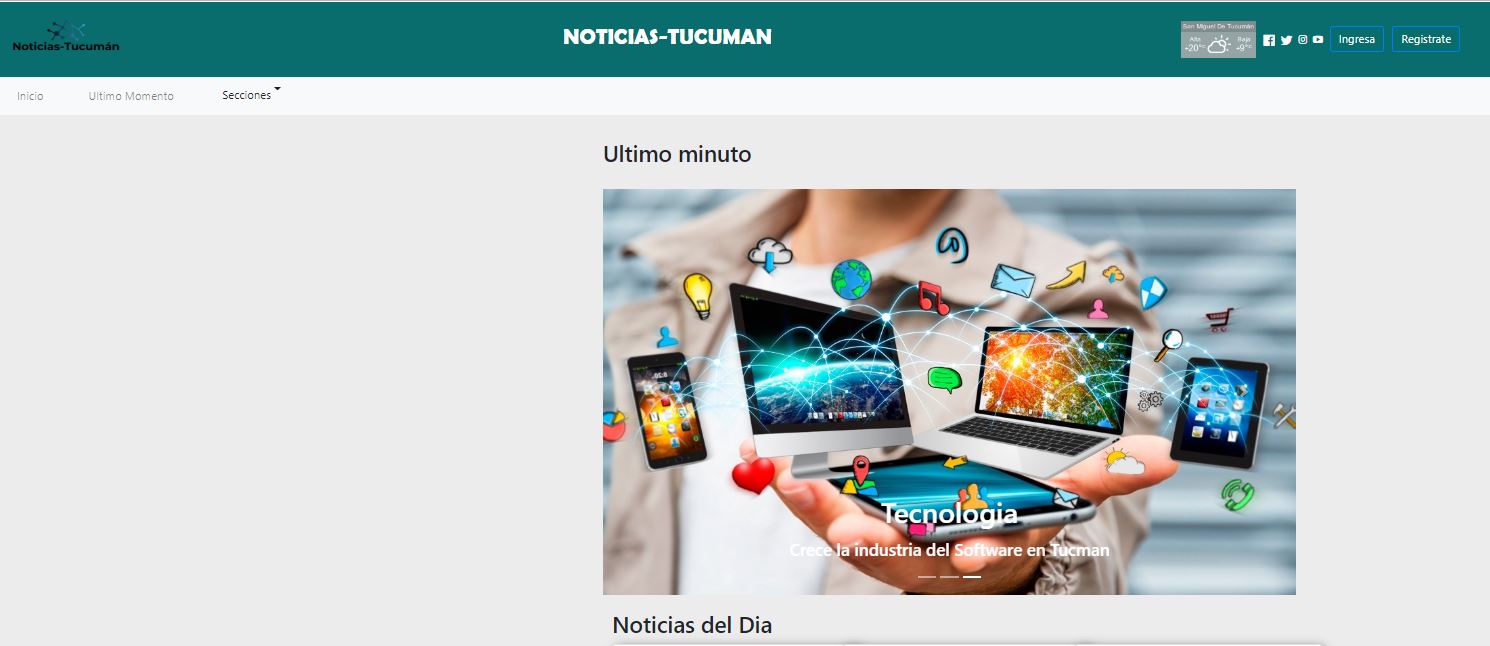 Noticias-Tucumán
NOTICIAS-TUCUMAN
San Miguel De Tucumán
Alta
+20°C
Baja
+9°C
Ingresa
Registrate
Inicio
Ultimo Momento
Secciones
Ultimo minuto
Tecnologia
Crece la industria del Software en Tucman
Noticias del Dia